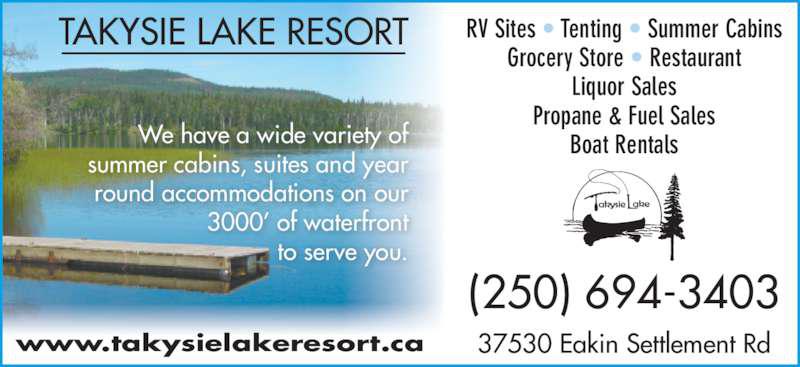 TAKYSIE LAKE RESORT
We have a wide variety of
summer cabins, suites and year
round accommodations on our
3000’ of waterfront
to serve you.
www.takysielakeresort.ca
RV Sites • Tenting • Summer Cabins
Grocery Store • Restaurant
Liquor Sales
Propane & Fuel Sales
Boat Rentals
Takysie Lake
(250) 694-3403
37530 Eakin Settlement Rd